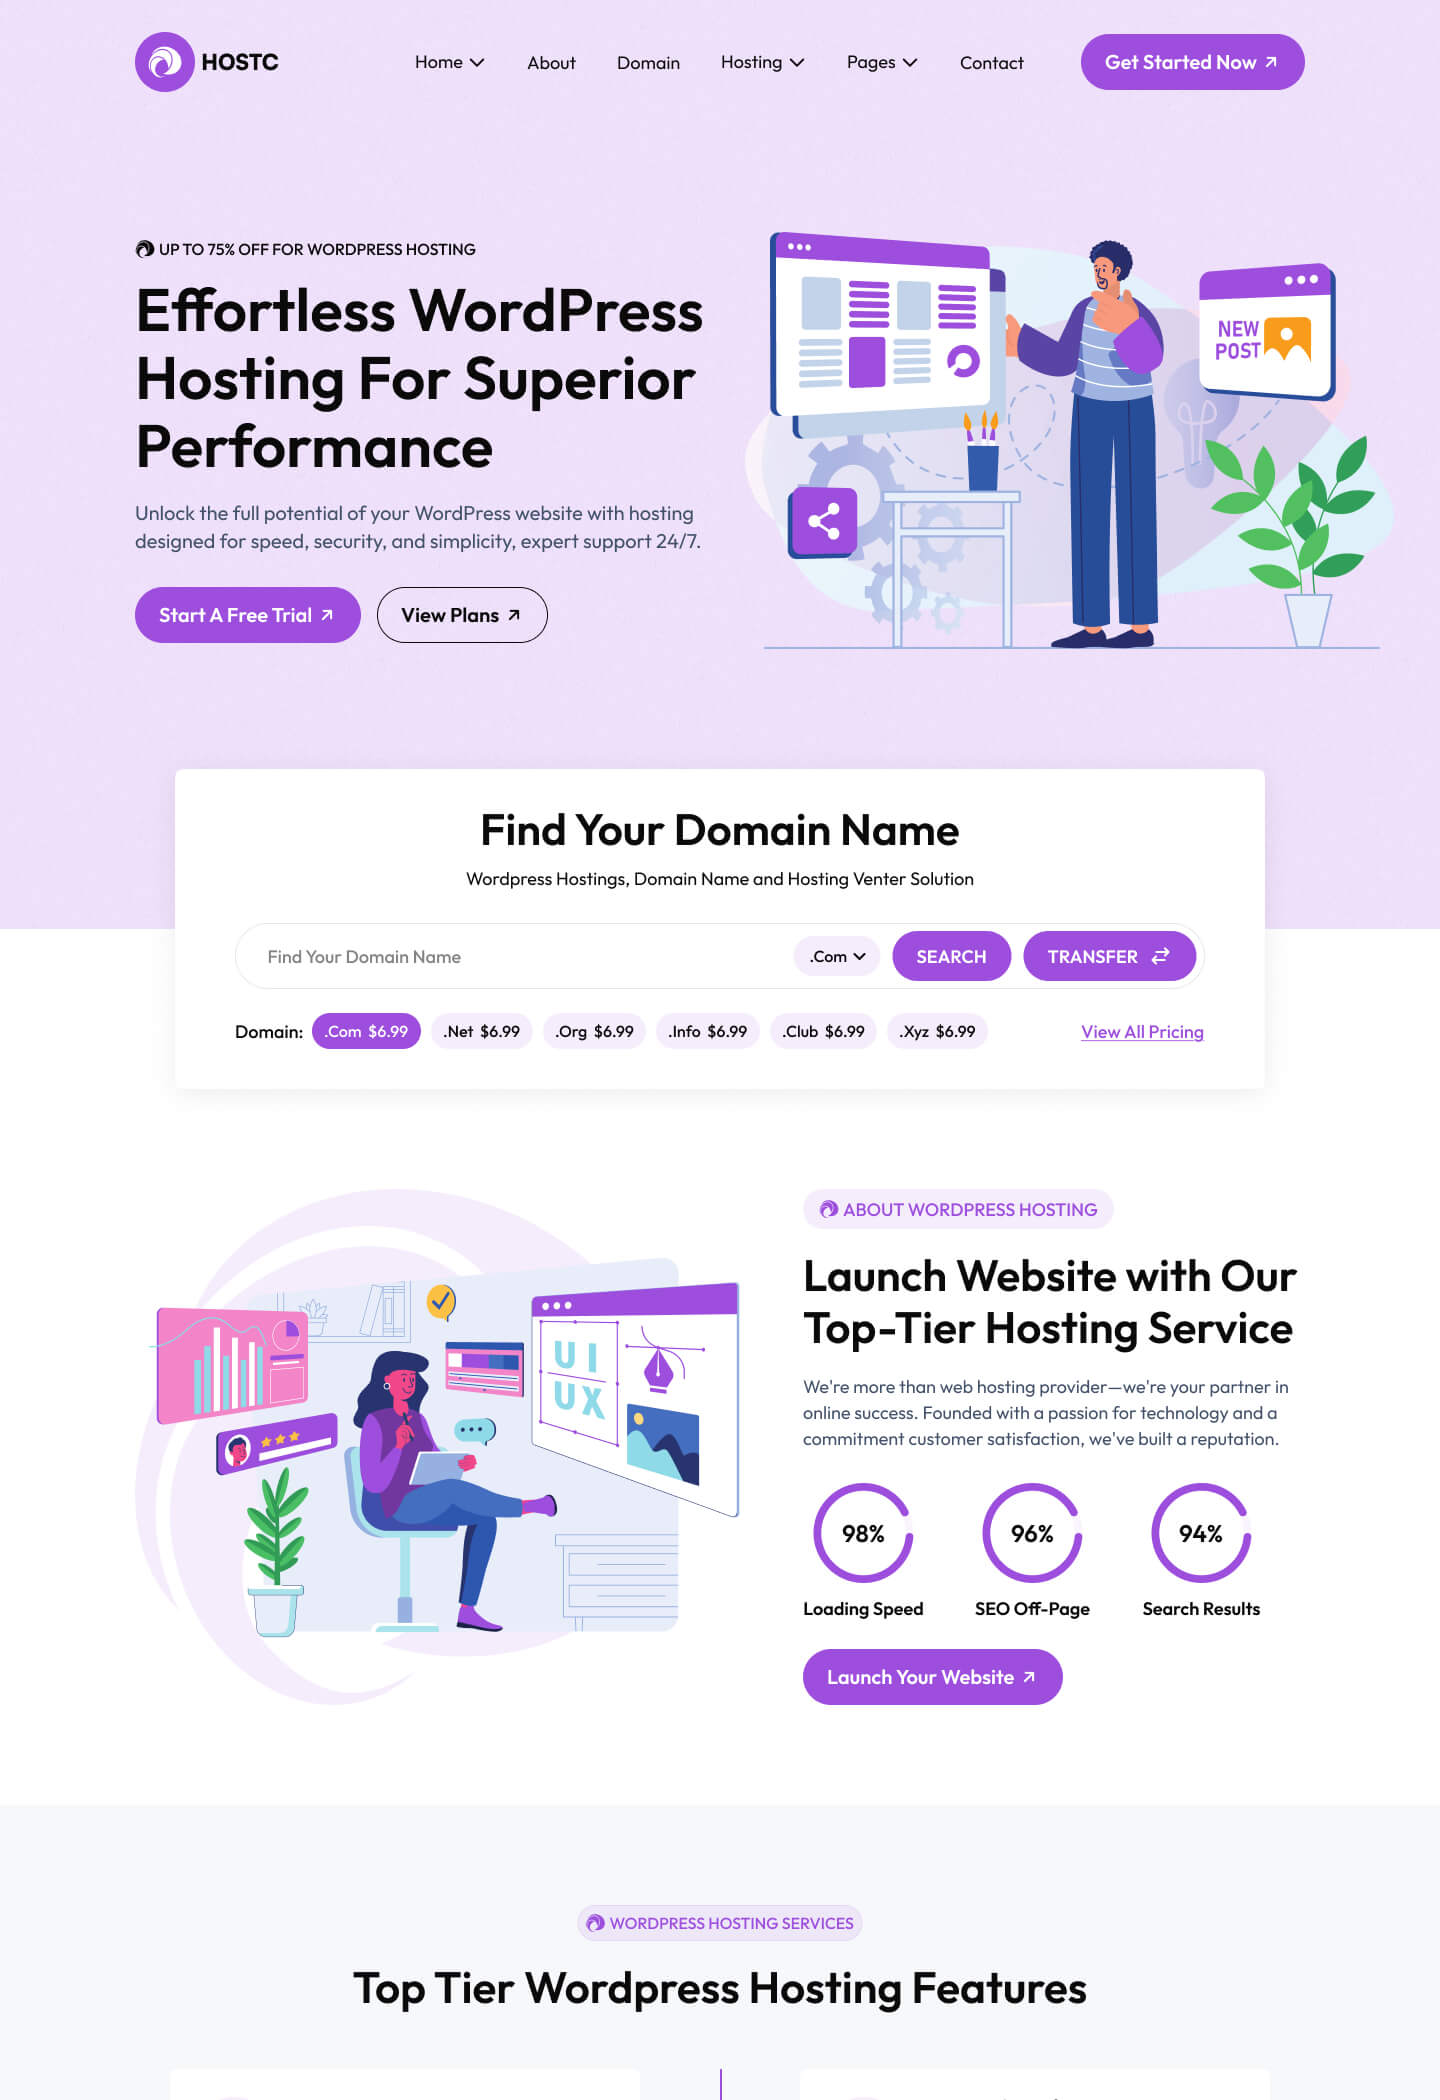 HOSTC
Home
About
Domain
Hosting
Pages
Contact
Get Started Now
UP TO 75% OFF FOR WORDPRESS HOSTING
Effortless WordPress
Hosting For Superior
Performance
Unlock the full potential of your WordPress website with hosting
designed for speed, security, and simplicity, expert support 24/7.
Start A Free Trial
View Plans
NEW
POST
Find Your Domain Name
Wordpress Hostings, Domain Name and Hosting Venter Solution
Find Your Domain Name
.Com
SEARCH
TRANSFER
Domain:
.Com $6.99
.Net $6.99
.Org $6.99
.Info $6.99
.Club $6.99
.Xyz $6.99
View All Pricing
UI
UX
ABOUT WORDPRESS HOSTING
Launch Website with Our
Top-Tier Hosting Service
We're more than web hosting provider—we're your partner in
online success. Founded with a passion for technology and a
commitment customer satisfaction, we've built a reputation.
98%
96%
94%
Loading Speed
SEO Off-Page
Search Results
Launch Your Website
WORDPRESS HOSTING SERVICES
Top Tier Wordpress Hosting Features